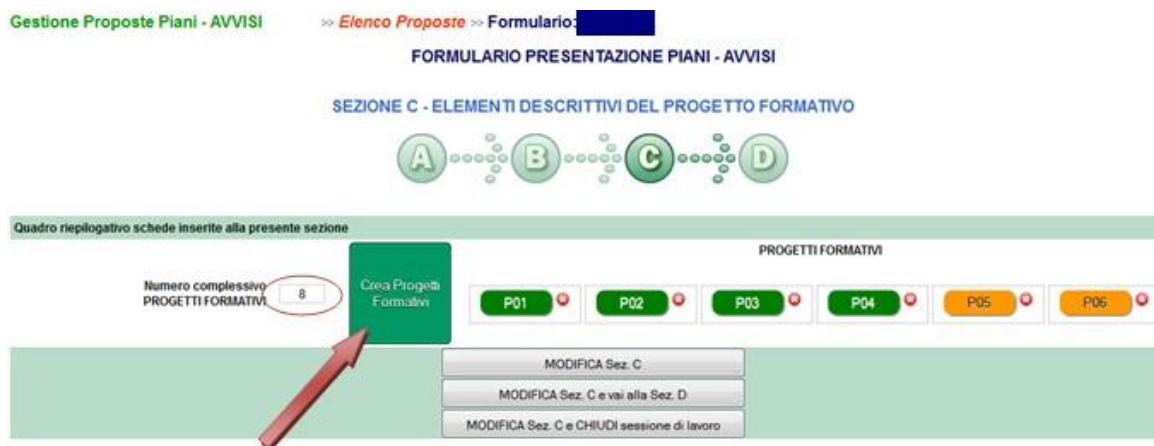 Gestione Proposte Piani - AVVISI >> Elenco Proposte >> Formulario:
FORMULARIO PRESENTAZIONE PIANI - AVVISI
SEZIONE C - ELEMENTI DESCRITTIVI DEL PROGETTO FORMATIVO
A B C D
Quadro riepilogativo schede inserite alla presente sezione
PROGETTI FORMATIVI
Numero complessivo
PROGETTI FORMATIVI
8
Crea Progetti
Formativi
P01 P02 P03 P04 P05 P06
MODIFICA Sez. C
MODIFICA Sez. C e vai alla Sez. D
MODIFICA Sez. C e CHIUDI sessione di lavoro